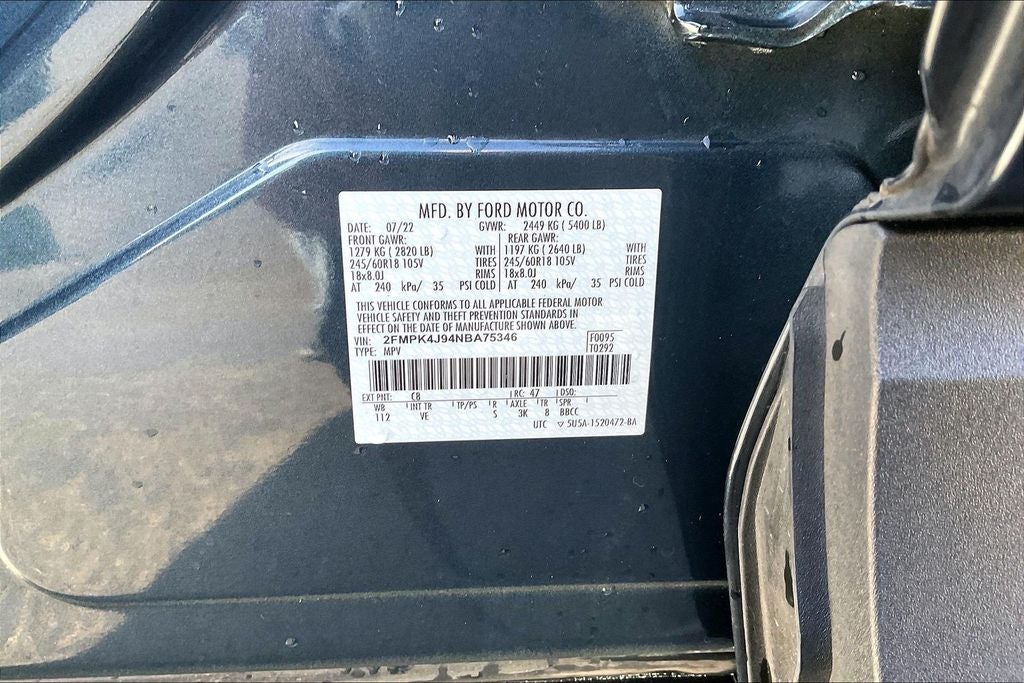 MFD. BY FORD MOTOR CO.
DATE: 07/22 GVWR: 2449 KG ( 5400 LB)
FRONT GAWR: REAR GAWR:
1279 KG ( 2820 LB) WITH 1197 KG ( 2640 LB) WITH
245/60R18 105V TIRES 245/60R18 105V TIRES
18x8.0J RIMS 18x8.0J RIMS
AT 240 kPa/ 35 PSI COLD AT 240 kPa/ 35 PSI COLD
THIS VEHICLE CONFORMS TO ALL APPLICABLE FEDERAL MOTOR
VEHICLE SAFETY AND THEFT PREVENTION STANDARDS IN
EFFECT ON THE DATE OF MANUFACTURE SHOWN ABOVE.
VIN: 2FMPK4J94NBA75346 F0095
TYPE: MPV T0292
EXT PNT: C8 RC: 47 DSO:
WB INT TR TP/PS R AXLE TR SPR
112 VE S 3K 8 BBCC
UTC ▽ 5U5A-1520472-BA